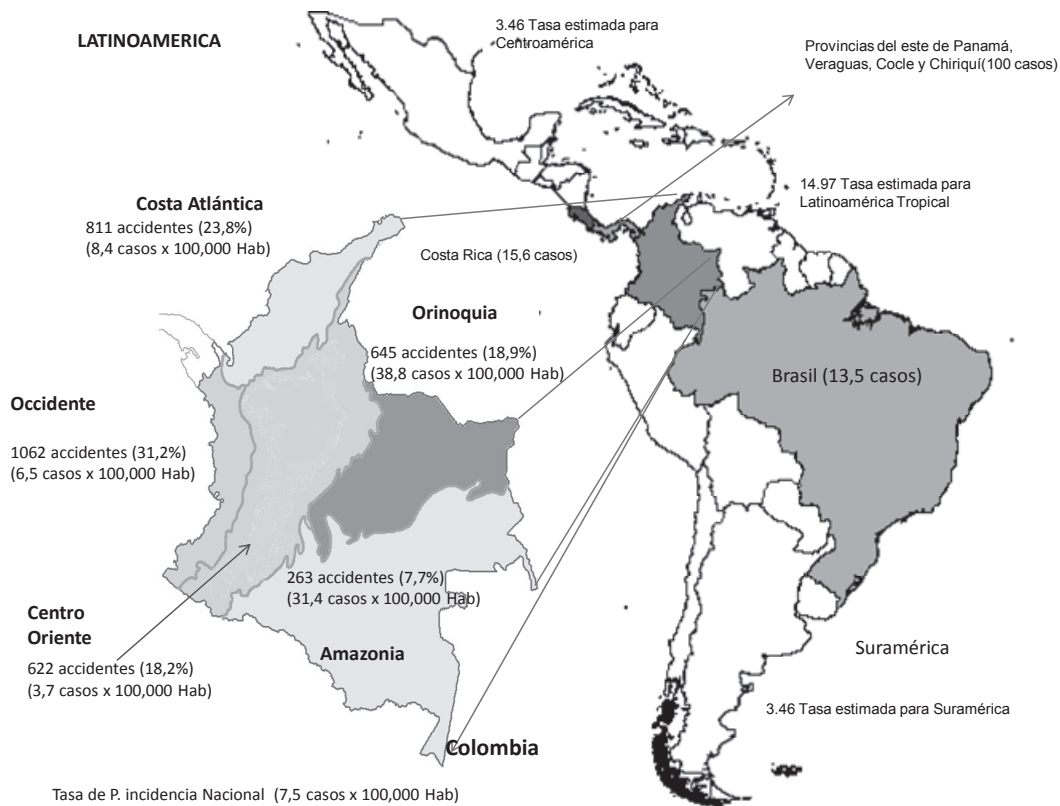 LATINOAMERICA
3.46 Tasa estimada para
Centroamérica
Provincias del este de Panamá,
Veraguas, Cocle y Chiriquí(100 casos)
14.97 Tasa estimada para
Latinoamérica Tropical
Costa Atlántica
811 accidentes (23,8%)
(8,4 casos x 100,000 Hab)
Costa Rica (15,6 casos)
Orinoquia
645 accidentes (18,9%)
(38,8 casos x 100,000 Hab)
Brasil (13,5 casos)
Occidente
1062 accidentes (31,2%)
(6,5 casos x 100,000 Hab)
263 accidentes (7,7%)
(31,4 casos x 100,000 Hab)
Amazonia
Centro
Oriente
622 accidentes (18,2%)
(3,7 casos x 100,000 Hab)
Suramérica
3.46 Tasa estimada para Suramérica
Colombia
Tasa de P. incidencia Nacional (7,5 casos x 100,000 Hab)